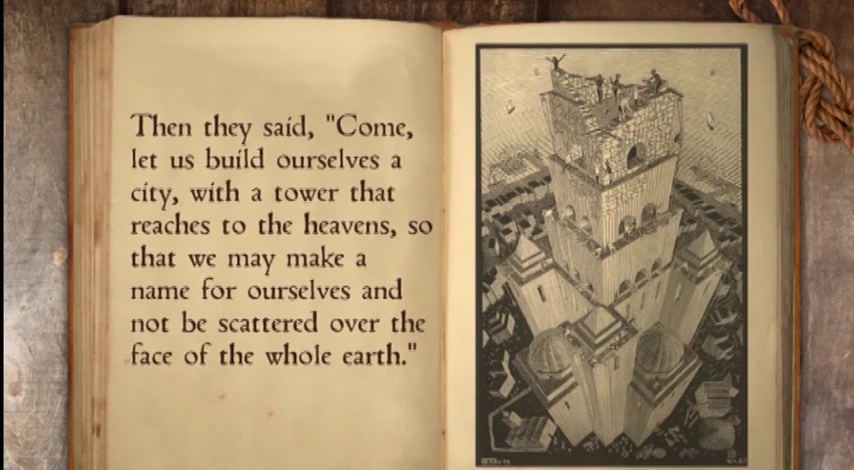 Then they said, "Come,
let us build ourselves a
city, with a tower that
reaches to the heavens, so
that we may make a
name for ourselves and
not be scattered over the
face of the whole earth."